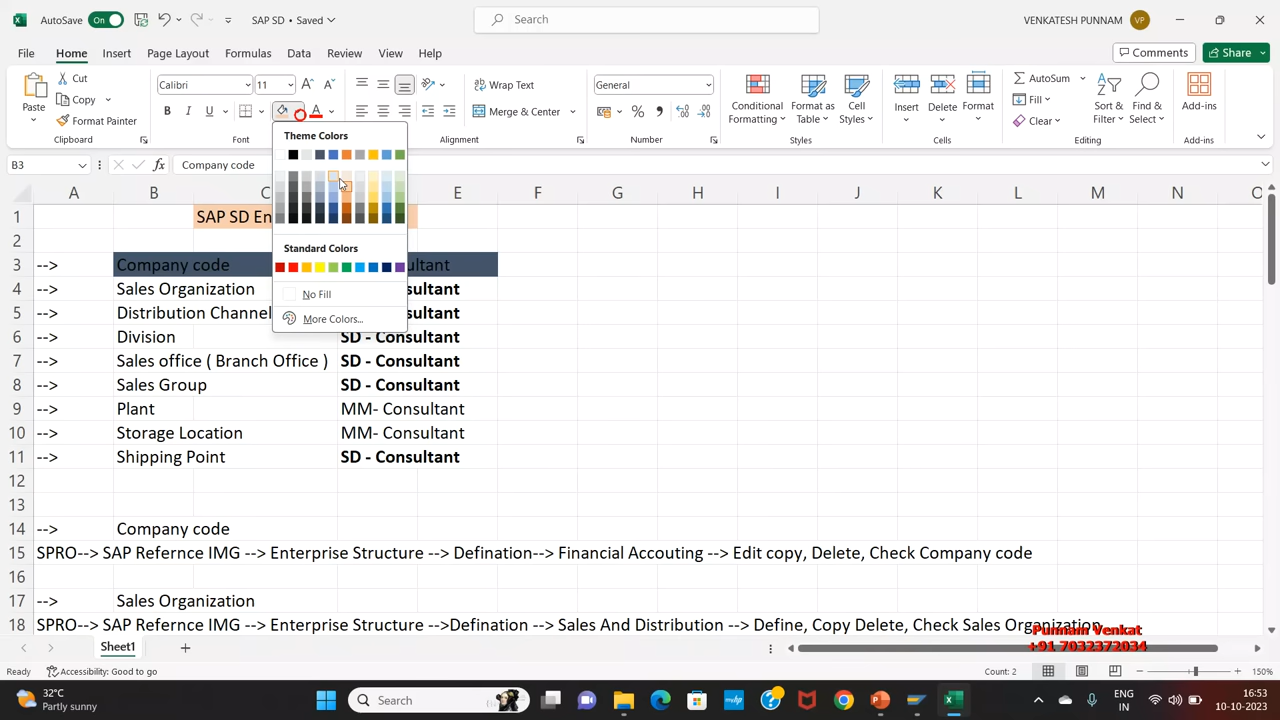 AutoSave On SAP SD • Saved Search VENKATESH PUNNAM VP
File Home Insert Page Layout Formulas Data Review View Help Comments Share
Paste Cut Copy Format Painter Clipboard
Calibri 11 B I U A Font
Wrap Text Merge & Center Alignment
General % Number
Conditional Formatting Format as Table Cell Styles Styles
Insert Delete Format Cells
AutoSum Fill Clear Sort & Filter Find & Select Editing
Add-ins Add-ins
B3 fx Company code
Theme Colors
Standard Colors
No Fill
More Colors...
A B C E F G H I J K L M N O
1 SAP SD En
2
3 --> Company code ultant
4 --> Sales Organization Consultant
5 --> Distribution Channel Consultant
6 --> Division SD - Consultant
7 --> Sales office ( Branch Office ) SD - Consultant
8 --> Sales Group SD - Consultant
9 --> Plant MM- Consultant
10 --> Storage Location MM- Consultant
11 --> Shipping Point SD - Consultant
12
13
14 --> Company code
15 SPRO--> SAP Refernce IMG --> Enterprise Structure --> Defination--> Financial Accouting --> Edit copy, Delete, Check Company code
16
17 --> Sales Organization
18 SPRO--> SAP Refernce IMG --> Enterprise Structure -->Defination --> Sales And Distribution --> Define, Copy Delete, Check Sales Organization
Punnam Venkat
+91 7032372034
Sheet1
Ready Accessibility: Good to go Count: 2 150%
32°C
Partly sunny
Search
ENG
IN
16:53
10-10-2023